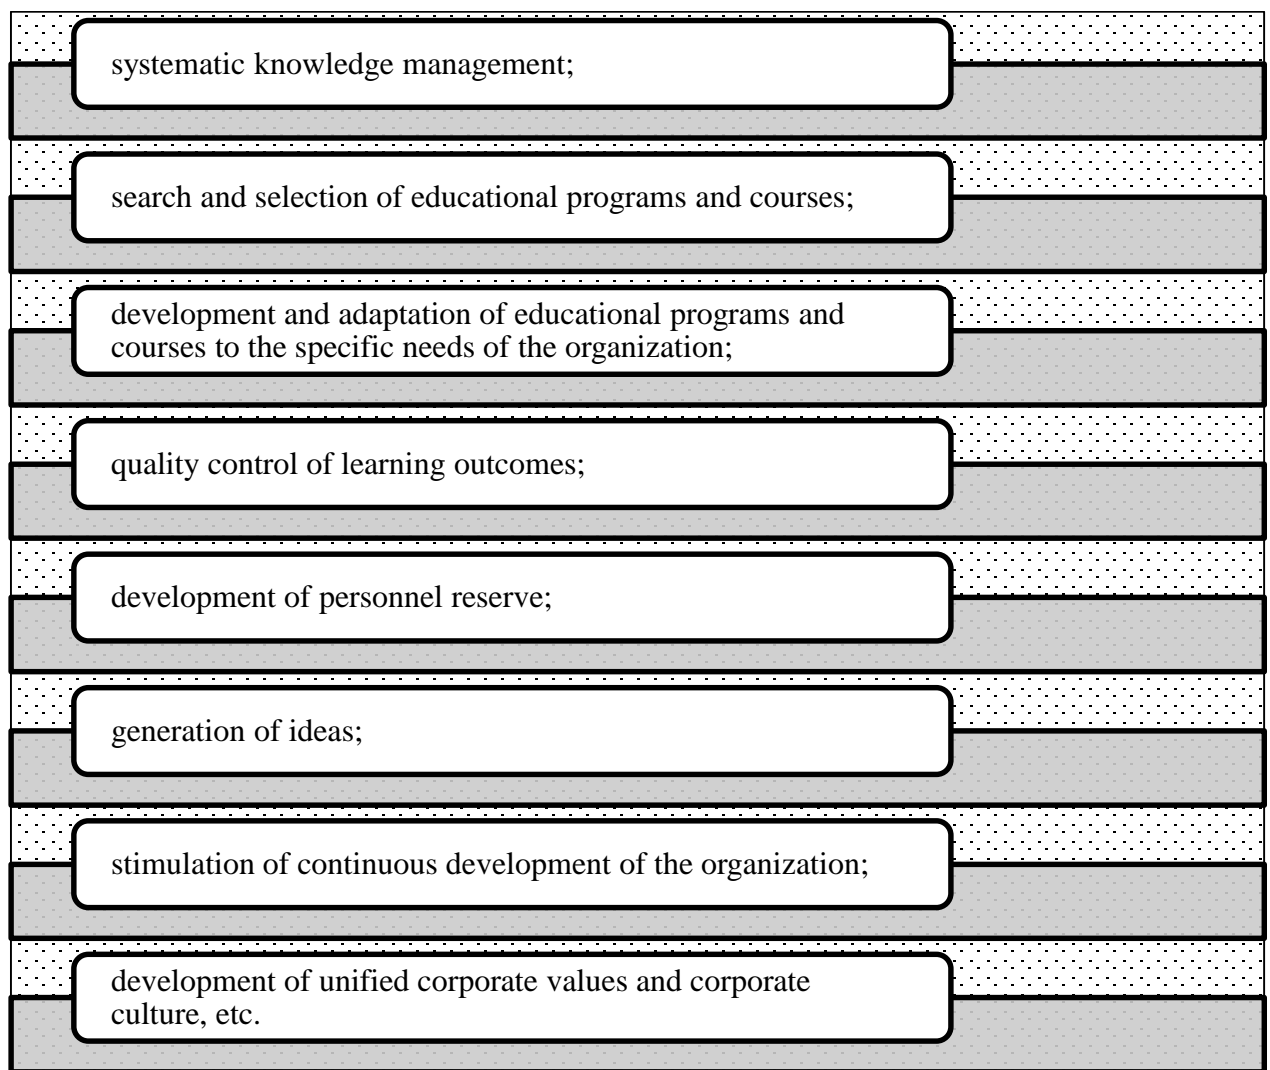 systematic knowledge management;
search and selection of educational programs and courses;
development and adaptation of educational programs and
courses to the specific needs of the organization;
quality control of learning outcomes;
development of personnel reserve;
generation of ideas;
stimulation of continuous development of the organization;
development of unified corporate values and corporate
culture, etc.